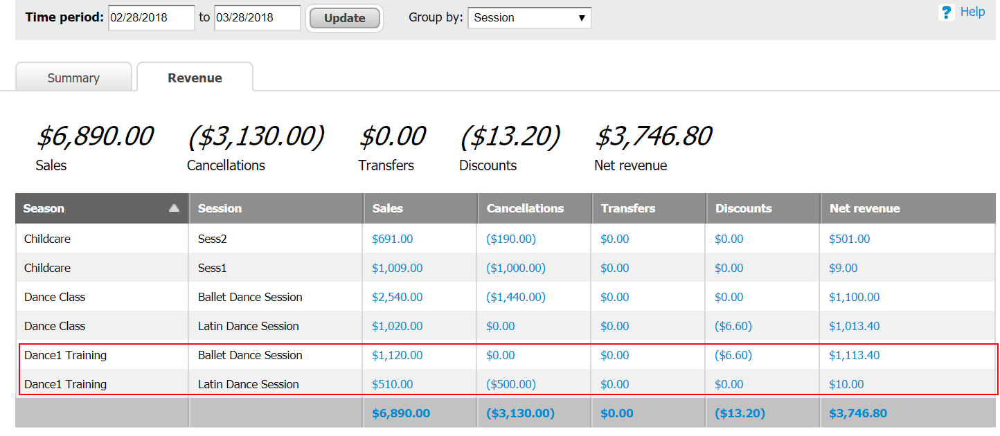 Time period: 02/28/2018 to 03/28/2018 Update Group by: Session ? Help
Summary Revenue
$6,890.00 ($3,130.00) $0.00 ($13.20) $3,746.80
Sales Cancellations Transfers Discounts Net revenue
Season Session Sales Cancellations Transfers Discounts Net revenue
Childcare Sess2 $691.00 ($190.00) $0.00 $0.00 $501.00
Childcare Sess1 $1,009.00 ($1,000.00) $0.00 $0.00 $9.00
Dance Class Ballet Dance Session $2,540.00 ($1,440.00) $0.00 $0.00 $1,100.00
Dance Class Latin Dance Session $1,020.00 $0.00 $0.00 ($6.60) $1,013.40
Dance1 Training Ballet Dance Session $1,120.00 $0.00 $0.00 ($6.60) $1,113.40
Dance1 Training Latin Dance Session $510.00 ($500.00) $0.00 $0.00 $10.00
$6,890.00 ($3,130.00) $0.00 ($13.20) $3,746.80